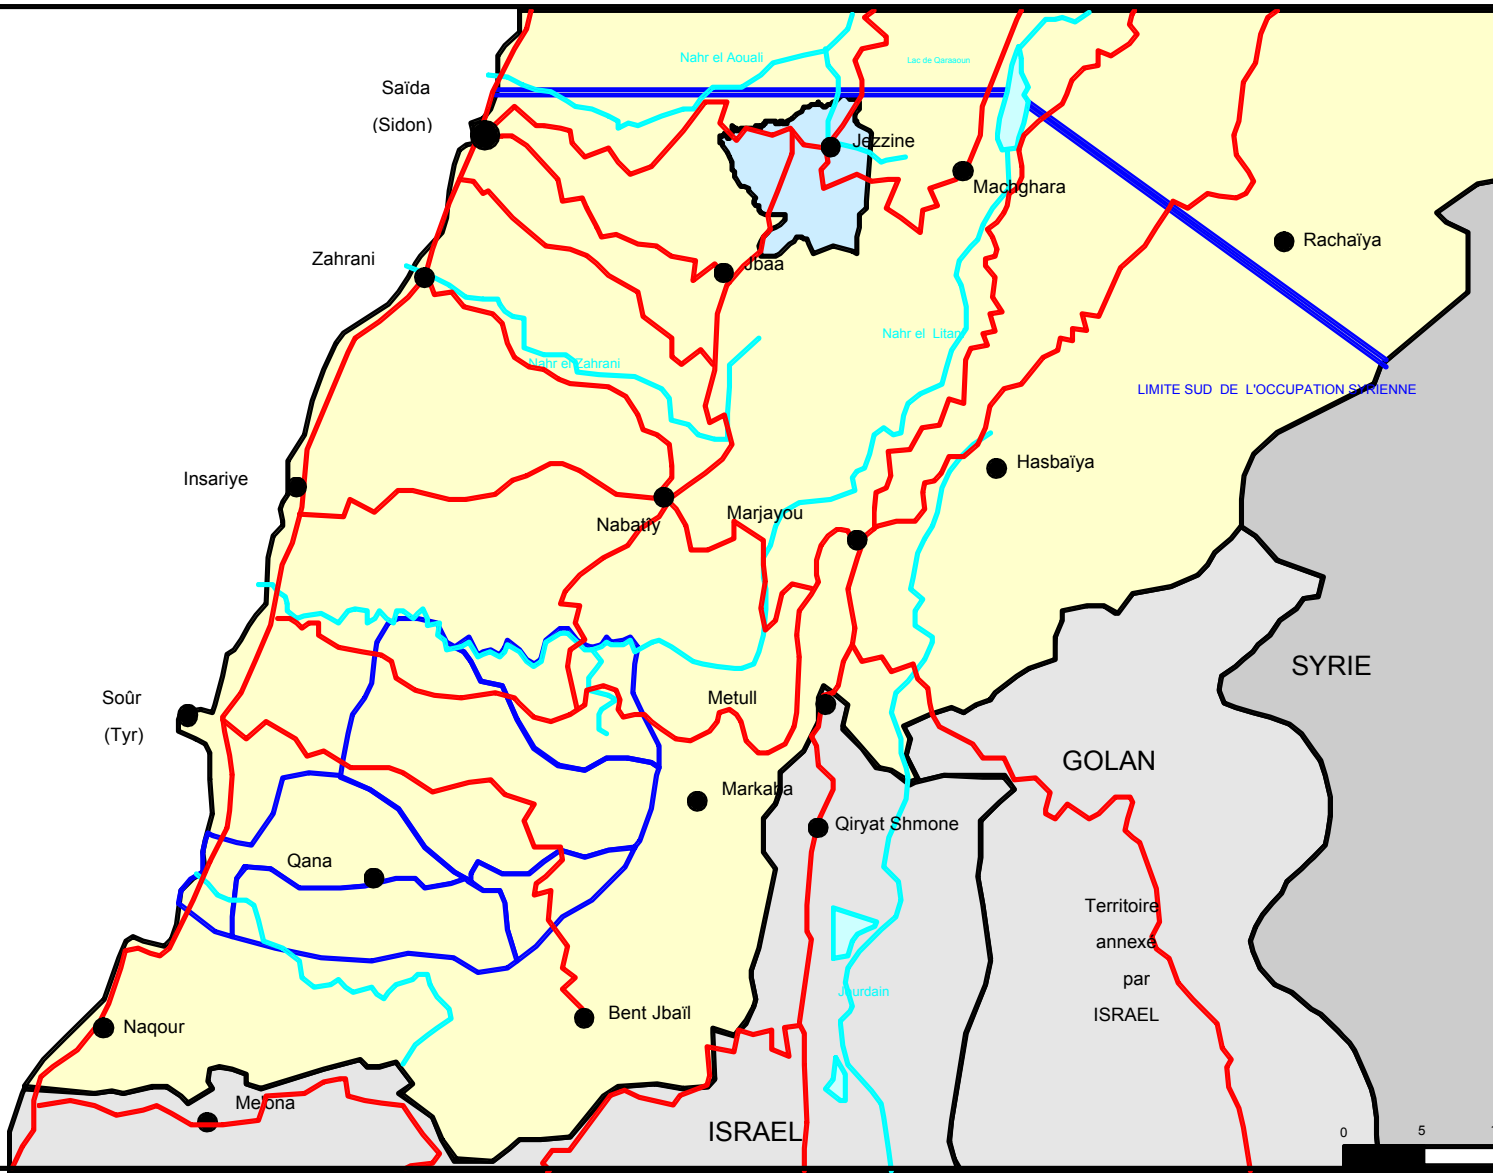 Nahr el Aouali
Lac de Qaraaoun
Saïda
(Sidon)
Jezzine
Machghara
Rachaïya
Zahrani
Jbaa
Nahr el Litani
Nahr el Zahrani
LIMITE SUD DE L'OCCUPATION SYRIENNE
Insariye
Hasbaïya
Nabatîy
Marjayou
SYRIE
Soûr
(Tyr)
Metull
GOLAN
Markaba
Qiryat Shmone
Qana
Territoire
annexé
par
ISRAEL
Jourdain
Bent Jbaïl
Naqour
Melona
ISRAEL
0 5